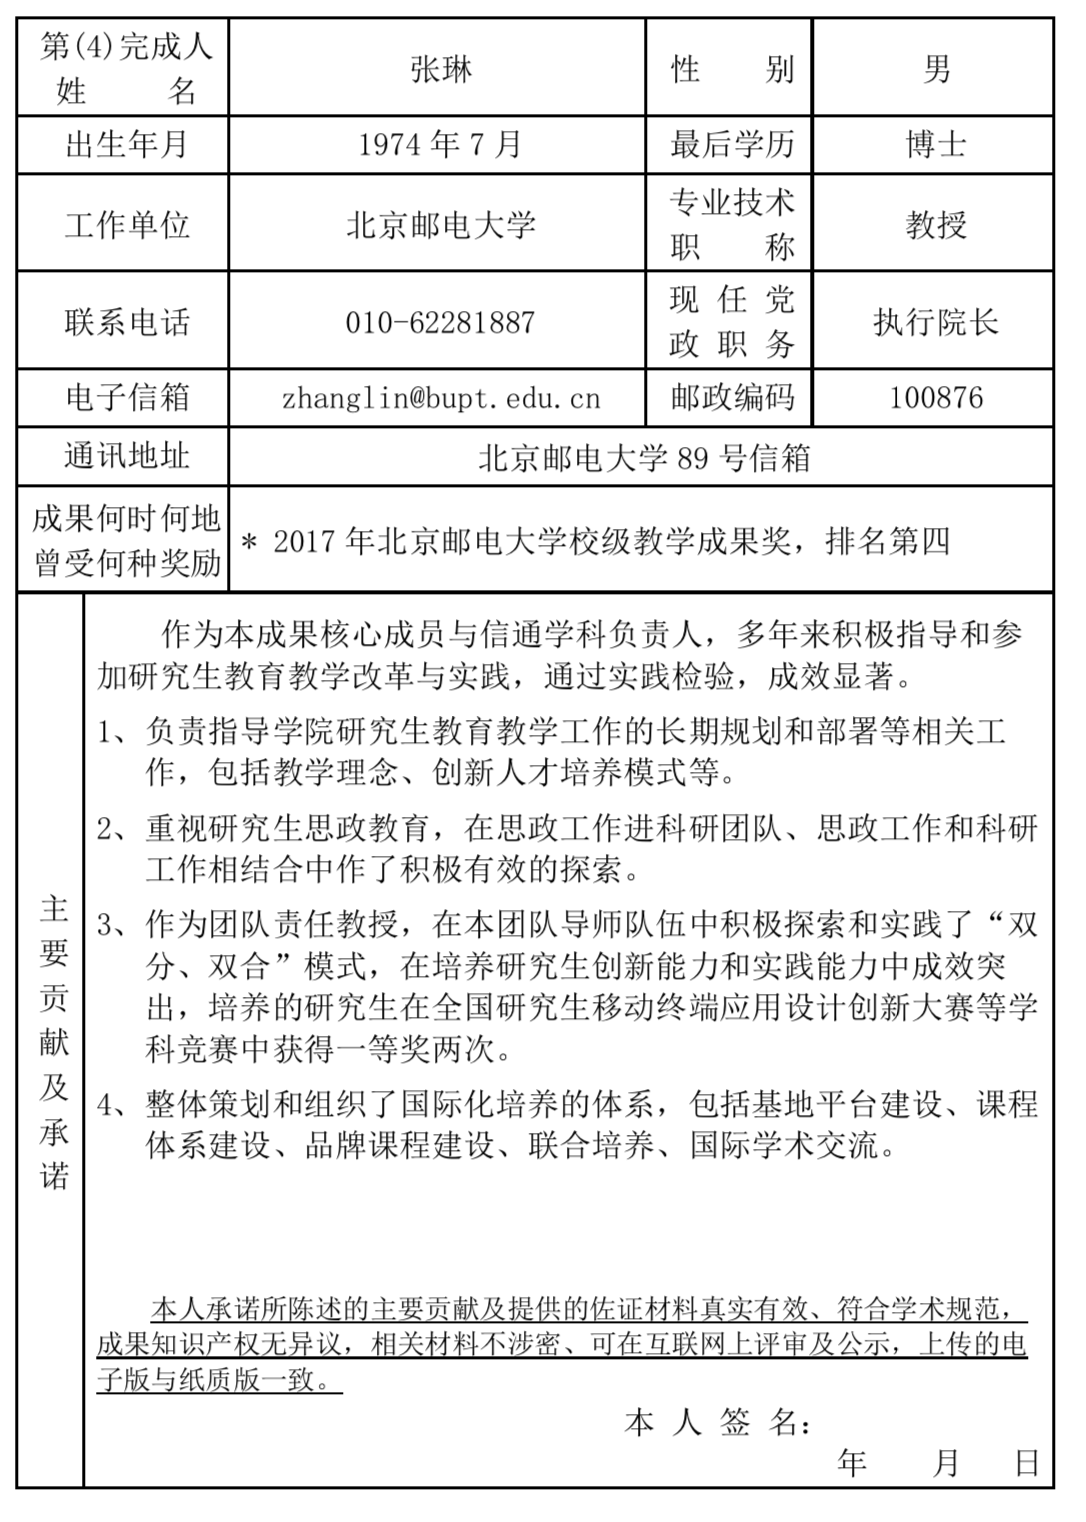 第(4)完成人
姓 名
张琳
性 别
男
出生年月
1974年7月
最后学历
博士
工作单位
北京邮电大学
专业技术
职 称
教授
联系电话
010-62281887
现 任 党
政 职 务
执行院长
电子信箱
zhanglin@bupt.edu.cn
邮政编码
100876
通讯地址
北京邮电大学89号信箱
成果何时何地
曾受何种奖励
* 2017年北京邮电大学校级教学成果奖，排名第四
主要贡献及承诺
作为本成果核心成员与信通学科负责人，多年来积极指导和参
加研究生教育教学改革与实践，通过实践检验，成效显著。
1、负责指导学院研究生教育教学工作的长期规划和部署等相关工
作，包括教学理念、创新人才培养模式等。
2、重视研究生思政教育，在思政工作进科研团队、思政工作和科研
工作相结合中作了积极有效的探索。
3、作为团队责任教授，在本团队导师队伍中积极探索和实践了“双
分、双合”模式，在培养研究生创新能力和实践能力中成效突
出，培养的研究生在全国研究生移动终端应用设计创新大赛等学
科竞赛中获得一等奖两次。
4、整体策划和组织了国际化培养的体系，包括基地平台建设、课程
体系建设、品牌课程建设、联合培养、国际学术交流。
本人承诺所陈述的主要贡献及提供的佐证材料真实有效、符合学术规范，
成果知识产权无异议，相关材料不涉密、可在互联网上评审及公示，上传的电
子版与纸质版一致。
本 人 签 名：
年 月 日